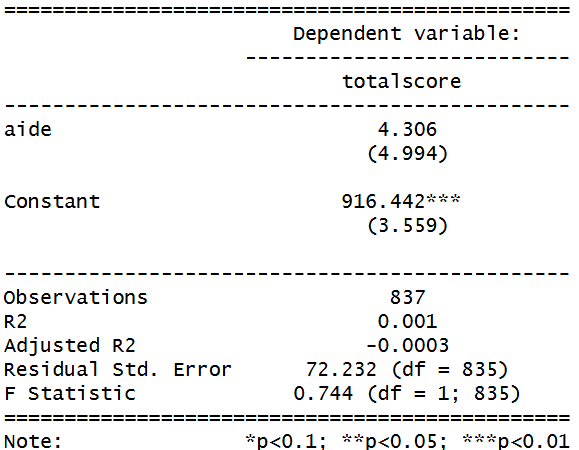 ===============================================
Dependent variable:
---------------------------
totalscore
-----------------------------------------------
aide 4.306
(4.994)
Constant 916.442***
(3.559)
-----------------------------------------------
Observations 837
R2 0.001
Adjusted R2 -0.0003
Residual Std. Error 72.232 (df = 835)
F Statistic 0.744 (df = 1; 835)
===============================================
Note: *p<0.1; **p<0.05; ***p<0.01